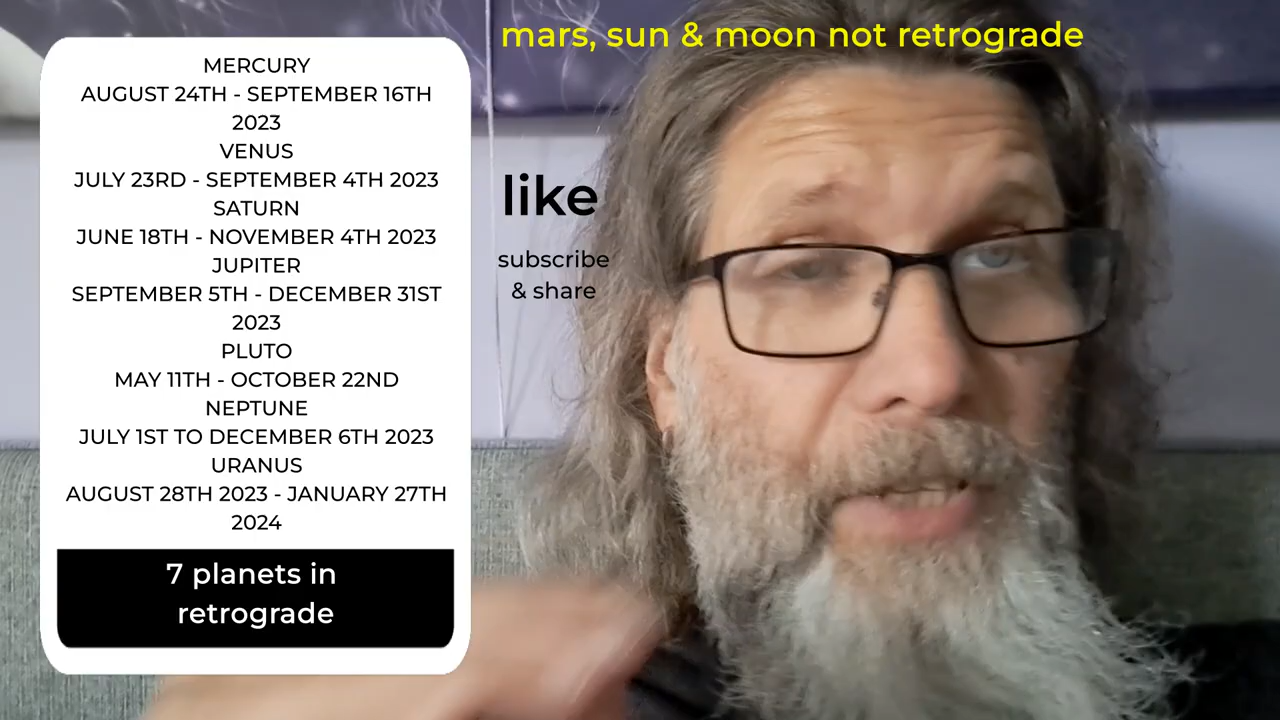 mars, sun & moon not retrograde
MERCURY
AUGUST 24TH - SEPTEMBER 16TH
2023
VENUS
JULY 23RD - SEPTEMBER 4TH 2023
SATURN
JUNE 18TH - NOVEMBER 4TH 2023
JUPITER
SEPTEMBER 5TH - DECEMBER 31ST
2023
PLUTO
MAY 11TH - OCTOBER 22ND
NEPTUNE
JULY 1ST TO DECEMBER 6TH 2023
URANUS
AUGUST 28TH 2023 - JANUARY 27TH
2024
7 planets in
retrograde
like
subscribe
& share